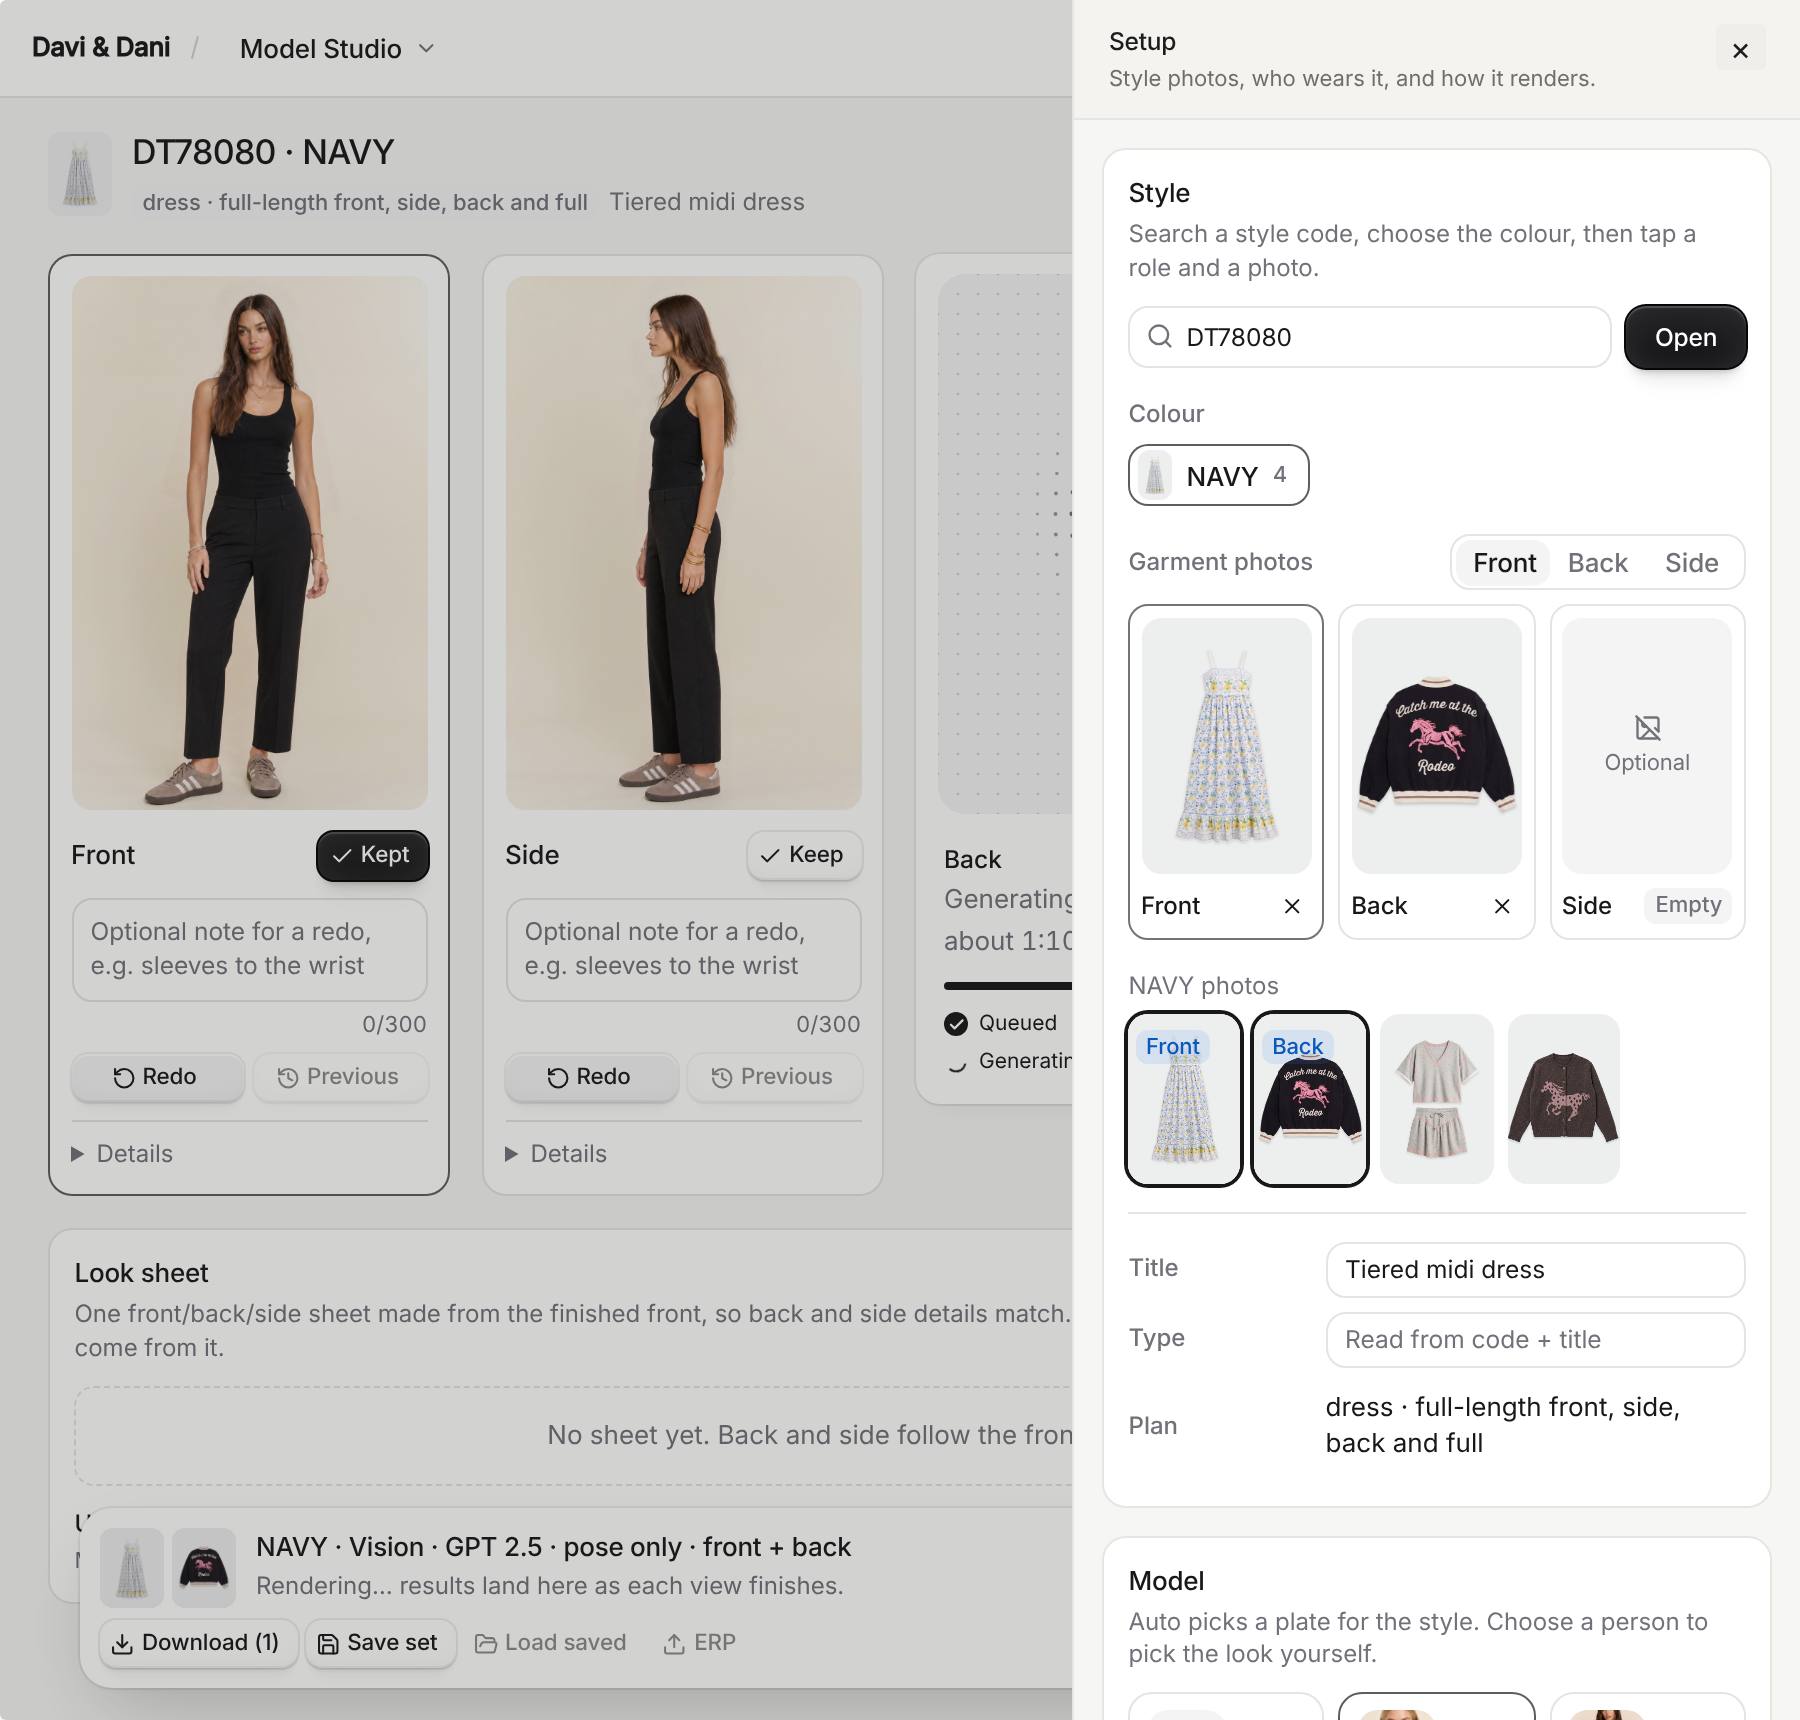 Davi & Dani / Model Studio
DT78080 · NAVY
dress · full-length front, side, back and full Tiered midi dress
Front
Kept
Optional note for a redo,
e.g. sleeves to the wrist
0/300
Redo
Previous
Details
Side
Keep
Optional note for a redo,
e.g. sleeves to the wrist
0/300
Redo
Previous
Details
Back
Generating
about 1:10
Queued
Generatin
Look sheet
One front/back/side sheet made from the finished front, so back and side details match.
come from it.
No sheet yet. Back and side follow the fron
NAVY · Vision · GPT 2.5 · pose only · front + back
Rendering... results land here as each view finishes.
Download (1)
Save set
Load saved
ERP
Setup
Style photos, who wears it, and how it renders.
Style
Search a style code, choose the colour, then tap a
role and a photo.
DT78080
Open
Colour
NAVY 4
Garment photos
Front Back Side
Catch me at the
Rodeo
Optional
Front
Back
Side Empty
NAVY photos
Front
Back
Catch me at the
Rodeo
Title
Tiered midi dress
Type
Read from code + title
Plan
dress · full-length front, side,
back and full
Model
Auto picks a plate for the style. Choose a person to
pick the look yourself.